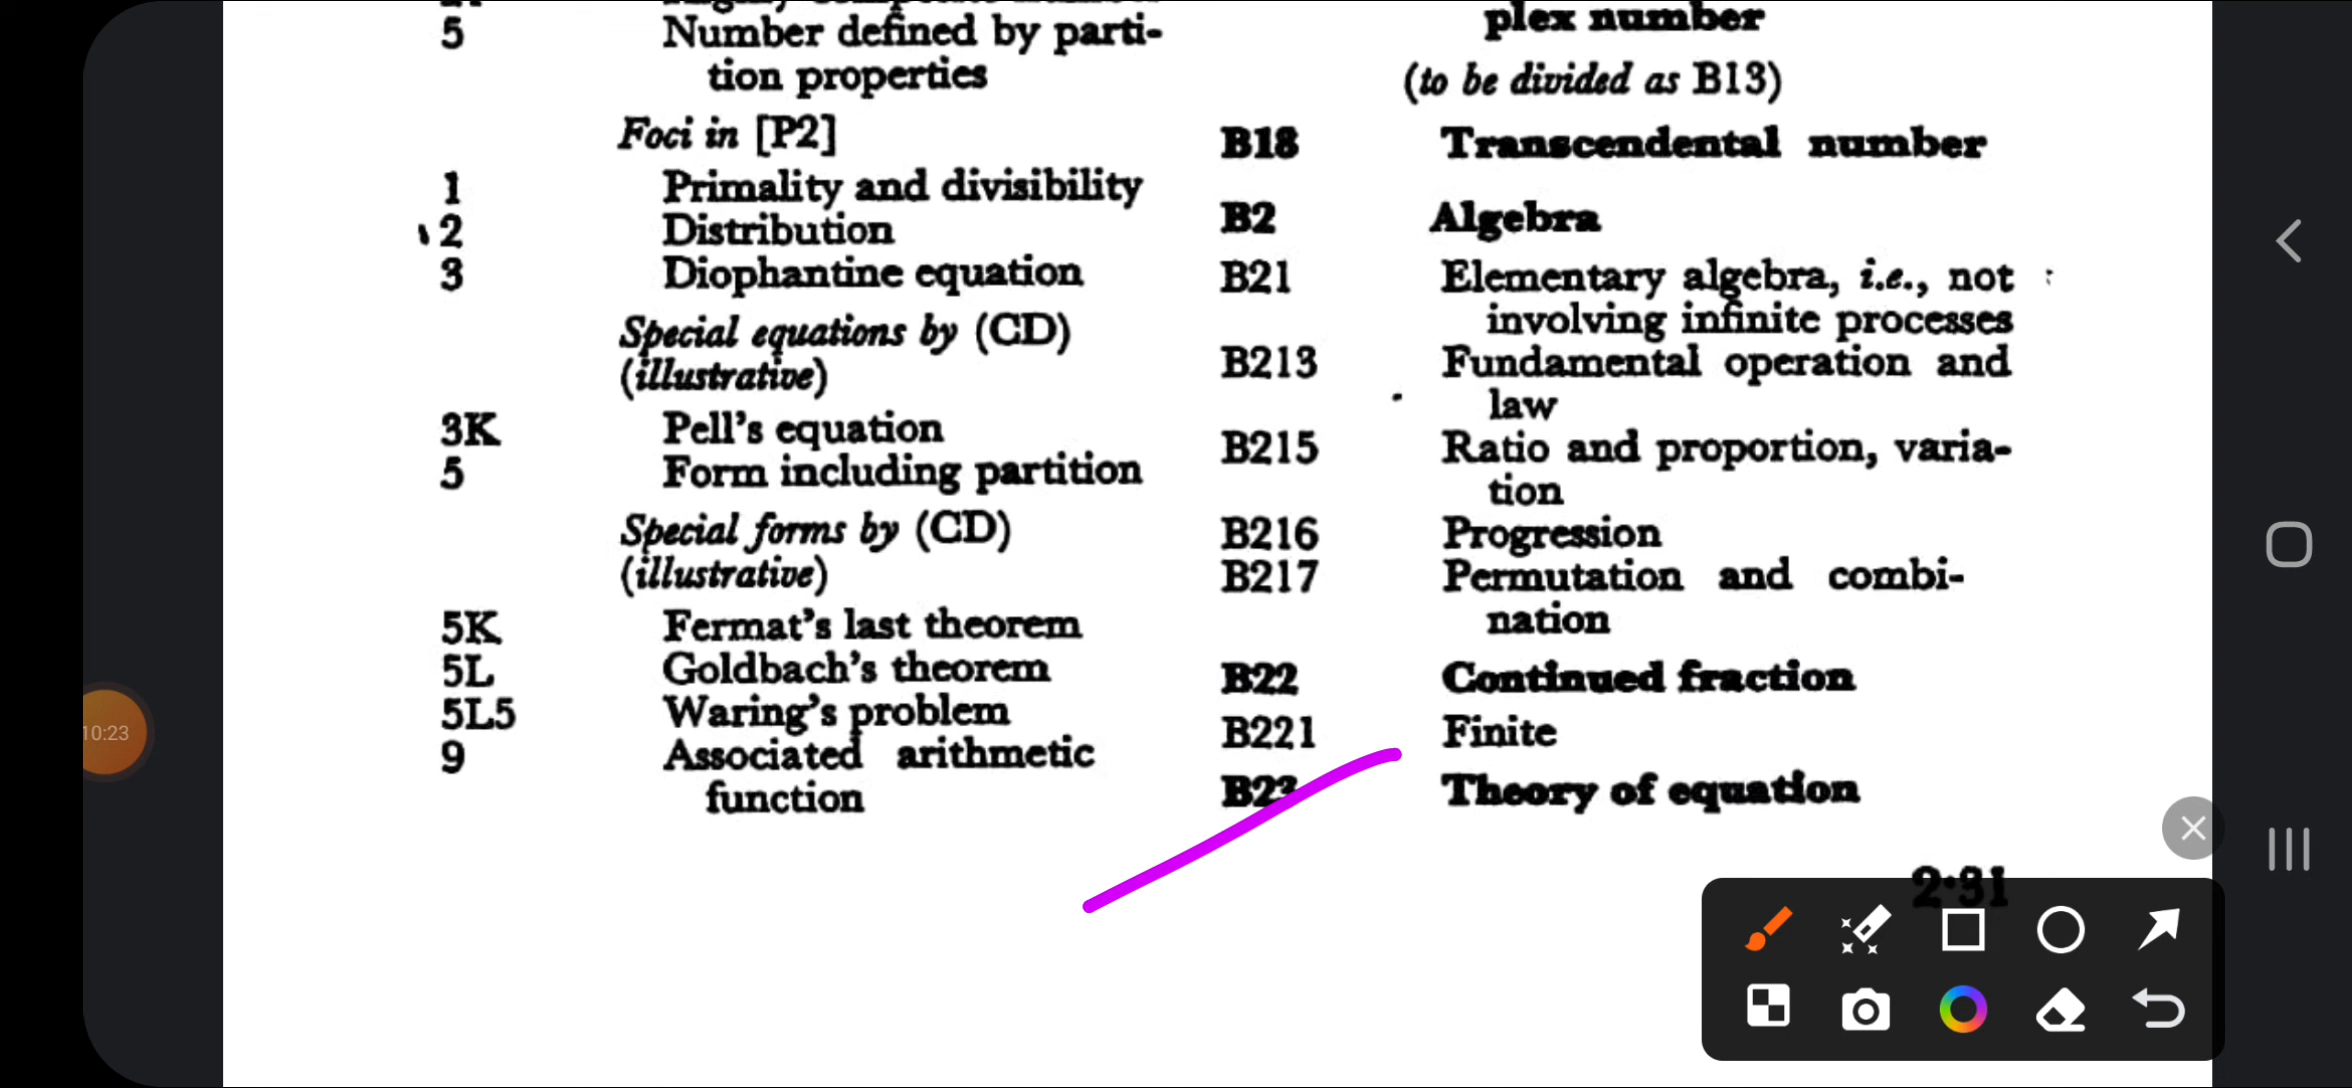 5 Number defined by parti-
tion properties
Foci in [P2]
1 Primality and divisibility
2 Distribution
3 Diophantine equation
Special equations by (CD)
(illustrative)
3K Pell's equation
5 Form including partition
Special forms by (CD)
(illustrative)
5K Fermat's last theorem
5L Goldbach's theorem
5L5 Waring's problem
9 Associated arithmetic
function
plex number
(to be divided as B13)
B18 Transcendental number
B2 Algebra
B21 Elementary algebra, i.e., not
involving infinite processes
B213 Fundamental operation and
law
B215 Ratio and proportion, varia-
tion
B216 Progression
B217 Permutation and combi-
nation
B22 Continued fraction
B221 Finite
B23 Theory of equation
2·31
10:23